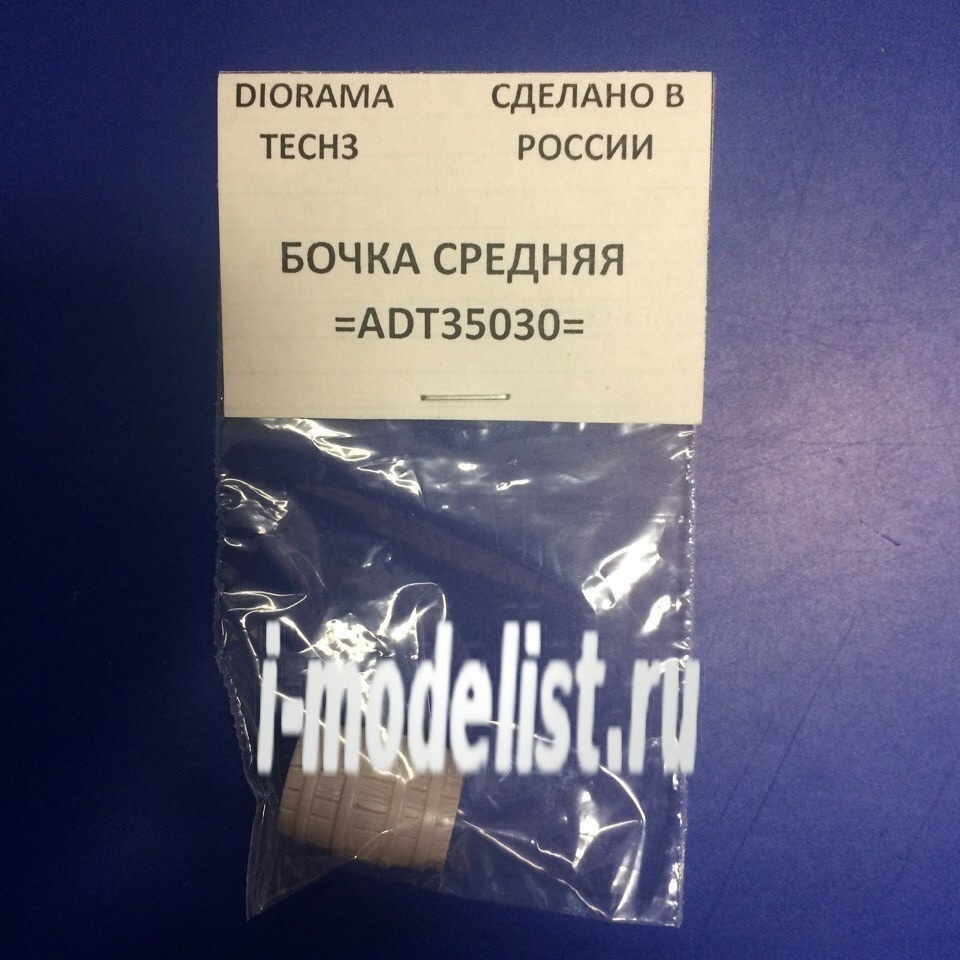 DIORAMA
TECH3
СДЕЛАНО В
РОССИИ
БОЧКА СРЕДНЯЯ
=ADT35030=
i-modelist.ru